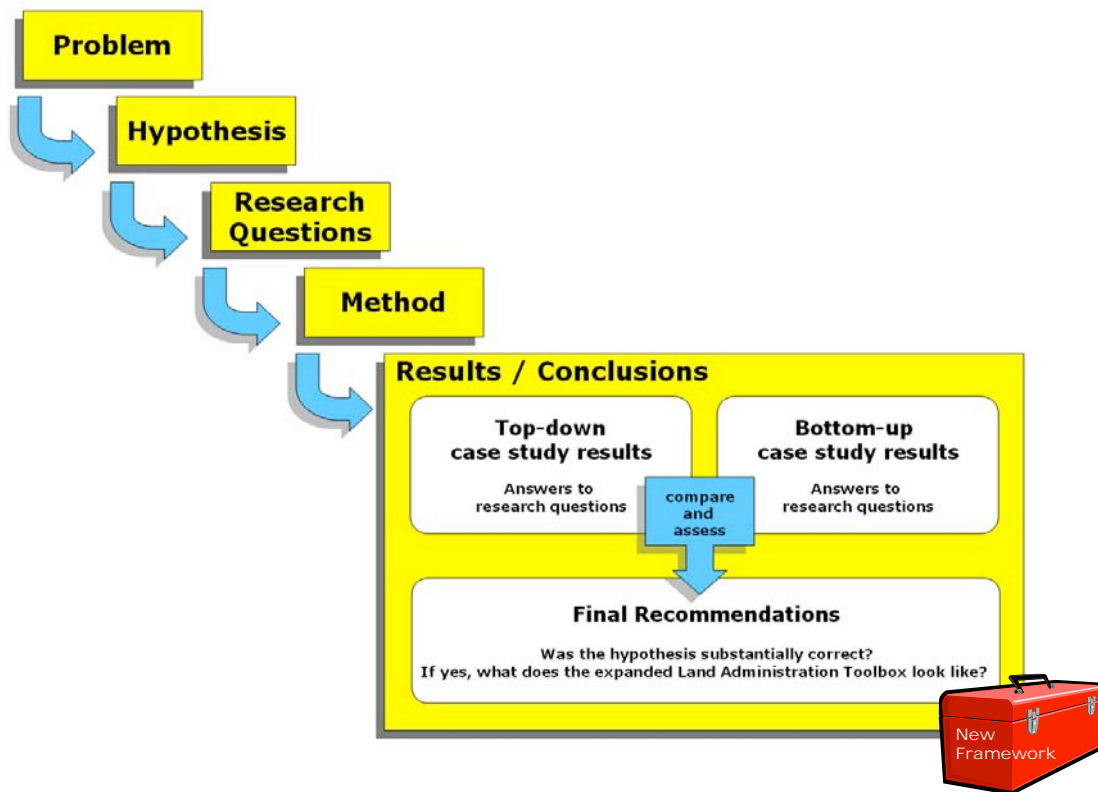 Problem
Hypothesis
Research
Questions
Method
Results / Conclusions
Top-down
case study results
Answers to
research questions
Bottom-up
case study results
Answers to
research questions
compare
and
assess
Final Recommendations
Was the hypothesis substantially correct?
If yes, what does the expanded Land Administration Toolbox look like?
New
Framework